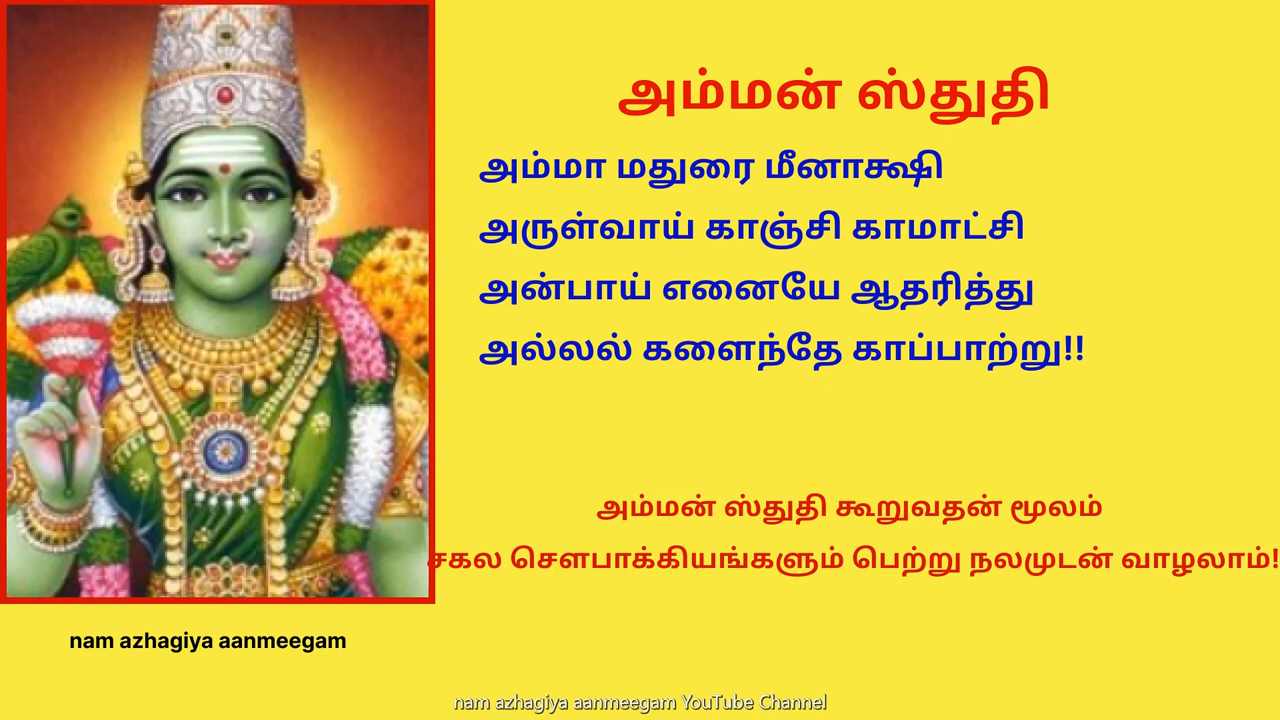 அம்மன் ஸ்துதி
அம்மா மதுரை மீனாக்ஷி
அருள்வாய் காஞ்சி காமாட்சி
அன்பாய் எனையே ஆதரித்து
அல்லல் களைந்தே காப்பாற்று!!
அம்மன் ஸ்துதி கூறுவதன் மூலம்
சகல சௌபாக்கியங்களும் பெற்று நலமுடன் வாழலாம்!
nam azhagiya aanmeegam
nam azhagiya aanmeegam YouTube Channel